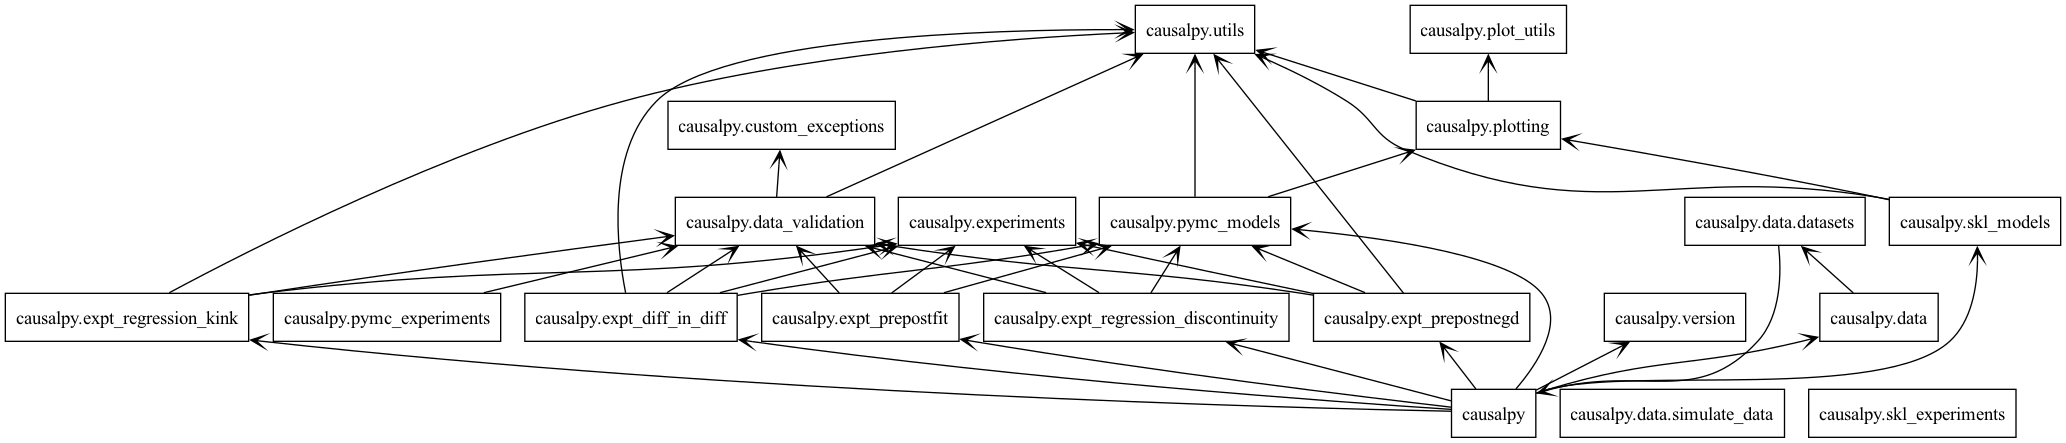 causalpy.utils
causalpy.plot_utils
causalpy.custom_exceptions
causalpy.plotting
causalpy.data_validation
causalpy.experiments
causalpy.pymc_models
causalpy.data.datasets
causalpy.skl_models
causalpy.expt_regression_kink
causalpy.pymc_experiments
causalpy.expt_diff_in_diff
causalpy.expt_prepostfit
causalpy.expt_regression_discontinuity
causalpy.expt_prepostnegd
causalpy.version
causalpy.data
causalpy
causalpy.data.simulate_data
causalpy.skl_experiments